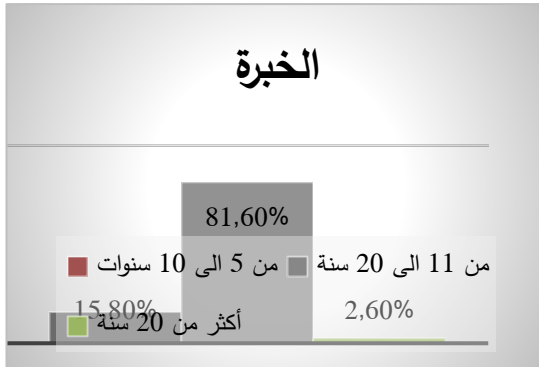 الخبرة
81,60%
من 5 الى 10 سنوات من 11 الى 20 سنة
15,80% 2,60%
أكثر من 20 سنة